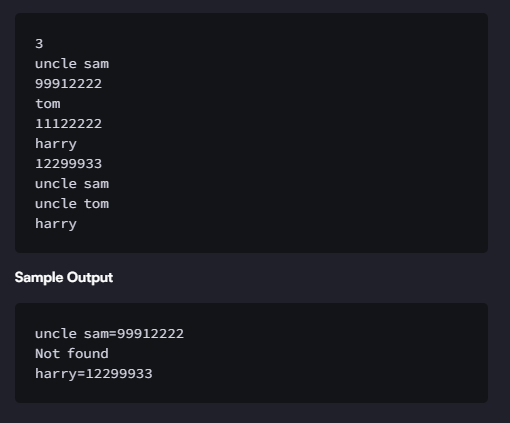 3
uncle sam
99912222
tom
11122222
harry
12299933
uncle sam
uncle tom
harry
Sample Output
uncle sam=99912222
Not found
harry=12299933